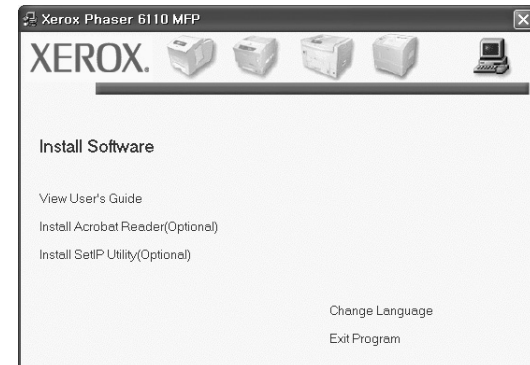 Xerox Phaser 6110 MFP
XEROX.
Install Software
View User's Guide
Install Acrobat Reader(Optional)
Install SetIP Utility(Optional)
Change Language
Exit Program